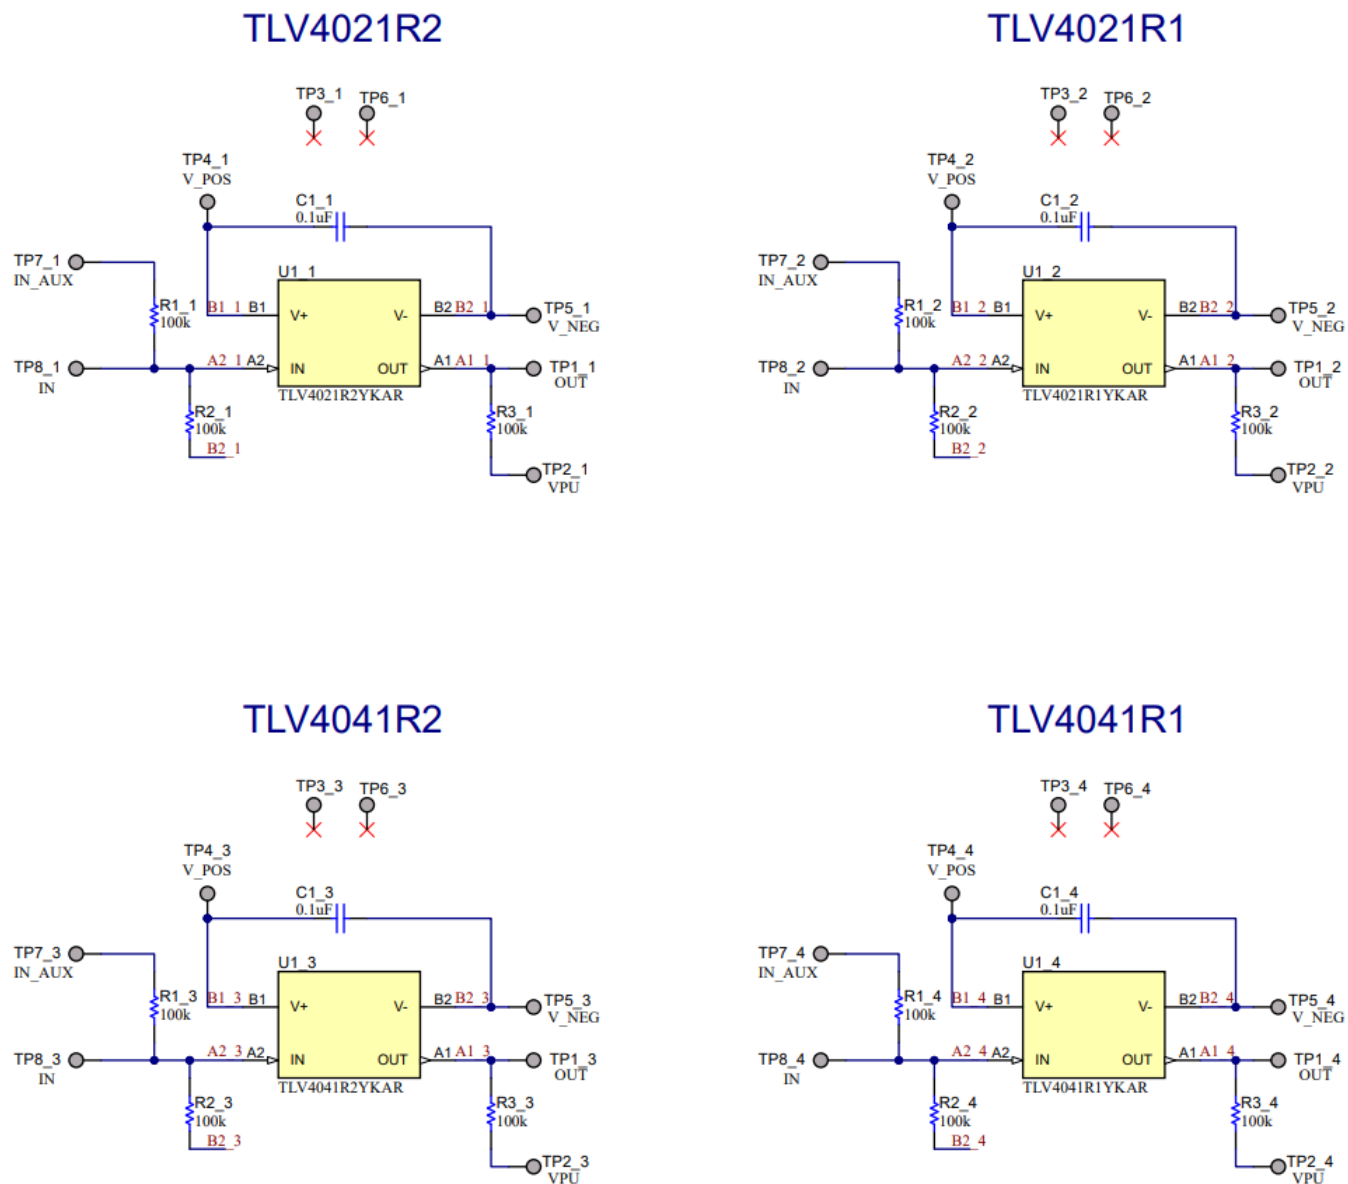 TLV4021R2
TP3_1
TP6_1
TP4_1
V_POS
C1_1
0.1uF
TP7_1
IN_AUX
U1_1
R1_1
100k
B1_1
B1
V+
V-
B2
B2_1
TP5_1
V_NEG
TP8_1
IN
A2_1
A2
IN
OUT
A1
A1_1
TP1_1
OUT
TLV4021R2YKAR
R2_1
100k
B2_1
R3_1
100k
TP2_1
VPU
TLV4021R1
TP3_2
TP6_2
TP4_2
V_POS
C1_2
0.1uF
TP7_2
IN_AUX
U1_2
R1_2
100k
B1_2
B1
V+
V-
B2
B2_2
TP5_2
V_NEG
TP8_2
IN
A2_2
A2
IN
OUT
A1
A1_2
TP1_2
OUT
TLV4021R1YKAR
R2_2
100k
B2_2
R3_2
100k
TP2_2
VPU
TLV4041R2
TP3_3
TP6_3
TP4_3
V_POS
C1_3
0.1uF
TP7_3
IN_AUX
U1_3
R1_3
100k
B1_3
B1
V+
V-
B2
B2_3
TP5_3
V_NEG
TP8_3
IN
A2_3
A2
IN
OUT
A1
A1_3
TP1_3
OUT
TLV4041R2YKAR
R2_3
100k
B2_3
R3_3
100k
TP2_3
VPU
TLV4041R1
TP3_4
TP6_4
TP4_4
V_POS
C1_4
0.1uF
TP7_4
IN_AUX
U1_4
R1_4
100k
B1_4
B1
V+
V-
B2
B2_4
TP5_4
V_NEG
TP8_4
IN
A2_4
A2
IN
OUT
A1
A1_4
TP1_4
OUT
TLV4041R1YKAR
R2_4
100k
B2_4
R3_4
100k
TP2_4
VPU